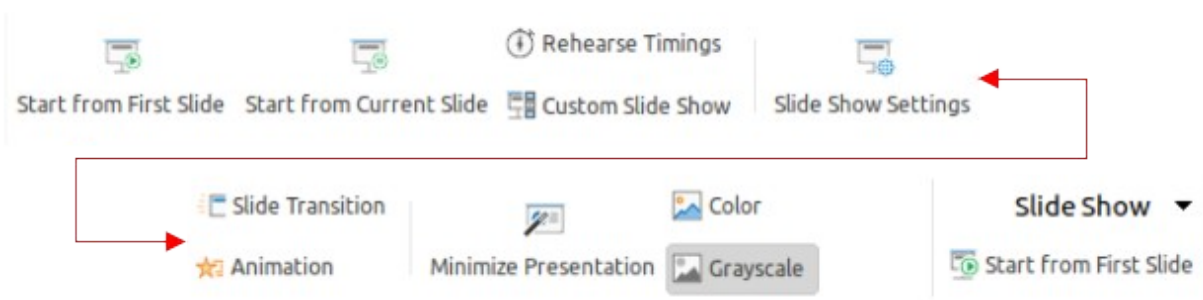 Start from First Slide
Start from Current Slide
Rehearse Timings
Custom Slide Show
Slide Show Settings
Slide Transition
Animation
Minimize Presentation
Color
Grayscale
Slide Show
Start from First Slide